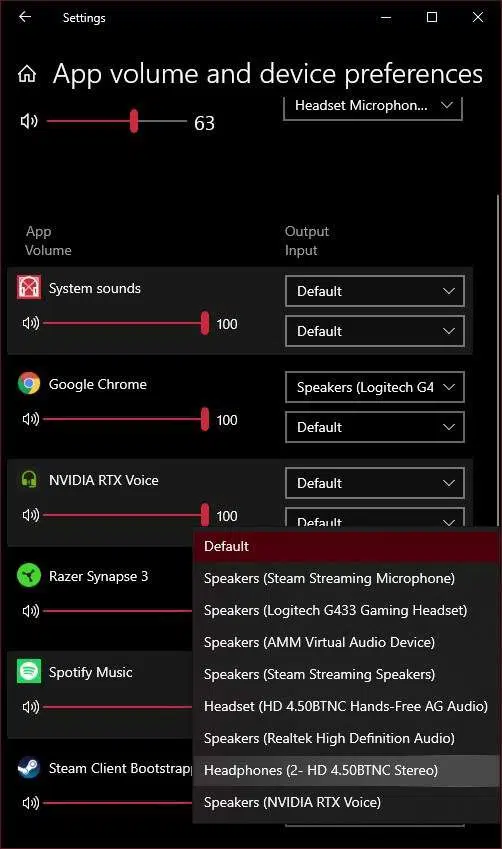 Settings
App volume and device preferences
Headset Microphon...
63
App
Volume
Output
Input
System sounds
Default
100
Default
Google Chrome
Speakers (Logitech G4
100
Default
NVIDIA RTX Voice
Default
100
Default
Default
Razer Synapse 3
Speakers (Steam Streaming Microphone)
Speakers (Logitech G433 Gaming Headset)
Speakers (AMM Virtual Audio Device)
Spotify Music
Speakers (Steam Streaming Speakers)
Headset (HD 4.50BTNC Hands-Free AG Audio)
Speakers (Realtek High Definition Audio)
Steam Client Bootstrapp
Headphones (2- HD 4.50BTNC Stereo)
Speakers (NVIDIA RTX Voice)